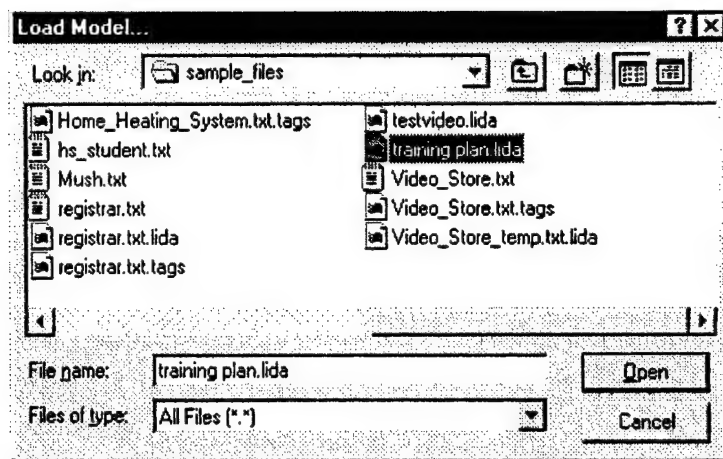 Load Model...
Look in: sample_files
Home_Heating_System.txt.tags
hs_student.txt
Mush.txt
registrar.txt
registrar.txt.lida
registrar.txt.tags
testvideo.lida
training plan.lida
Video_Store.txt
Video_Store.txt.tags
Video_Store_temp.txt.lida
File name: training plan.lida Open
Files of type: All Files (*.*) Cancel